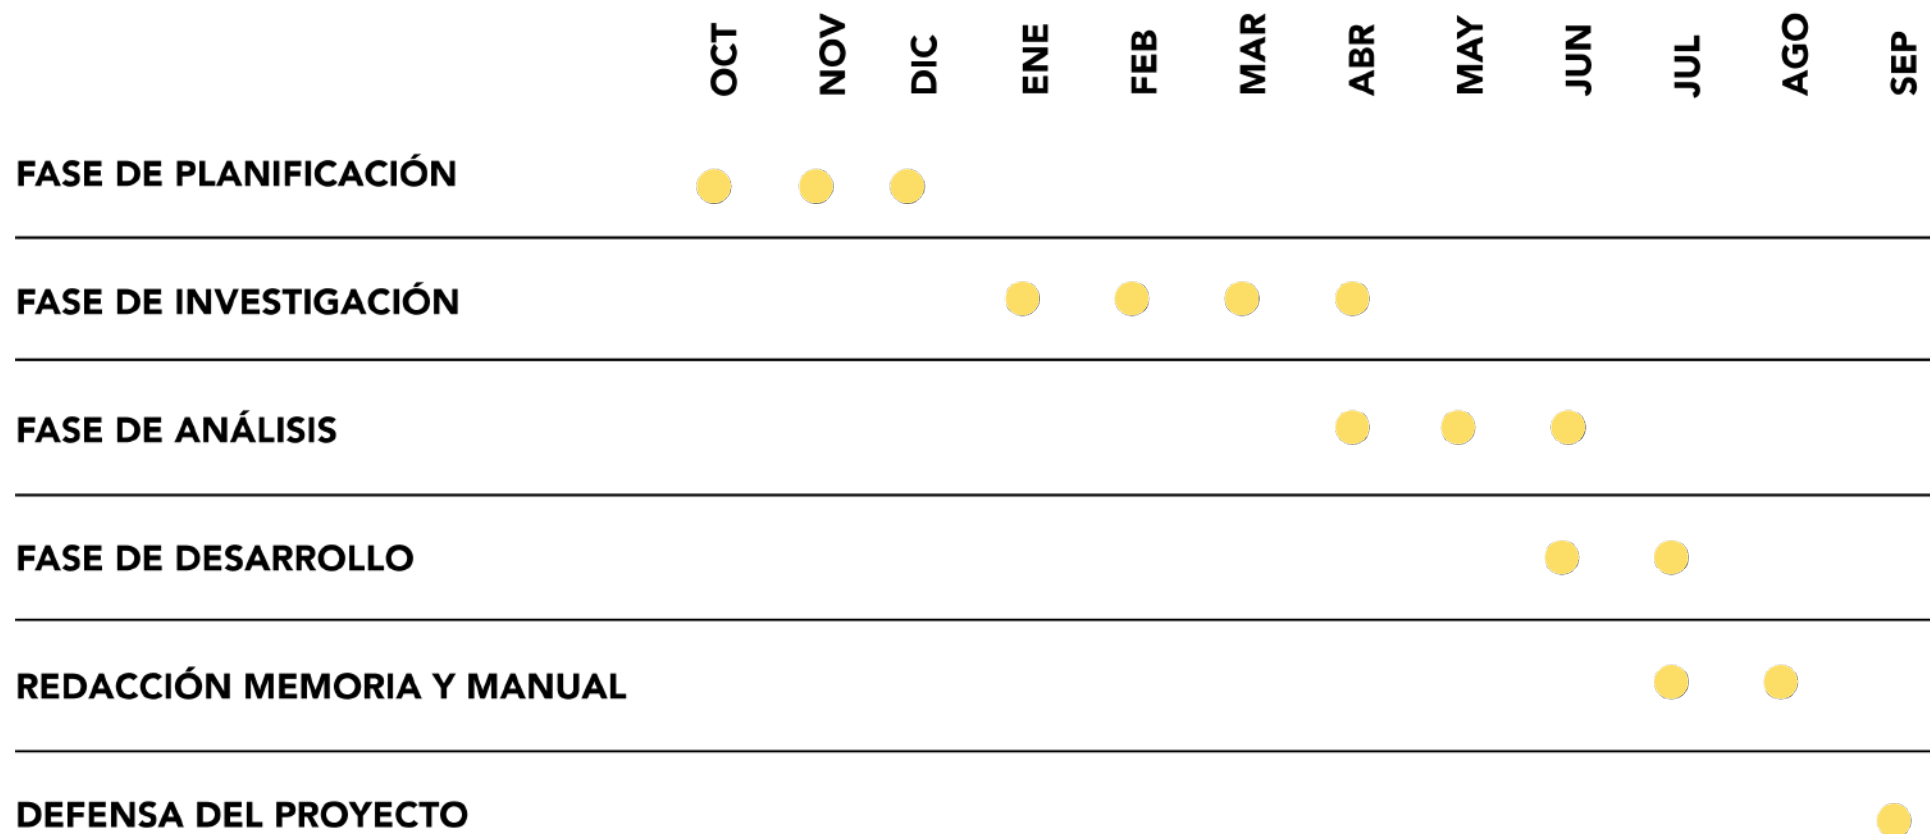 OCT NOV DIC ENE FEB MAR ABR MAY JUN JUL AGO SEP
FASE DE PLANIFICACIÓN
FASE DE INVESTIGACIÓN
FASE DE ANÁLISIS
FASE DE DESARROLLO
REDACCIÓN MEMORIA Y MANUAL
DEFENSA DEL PROYECTO